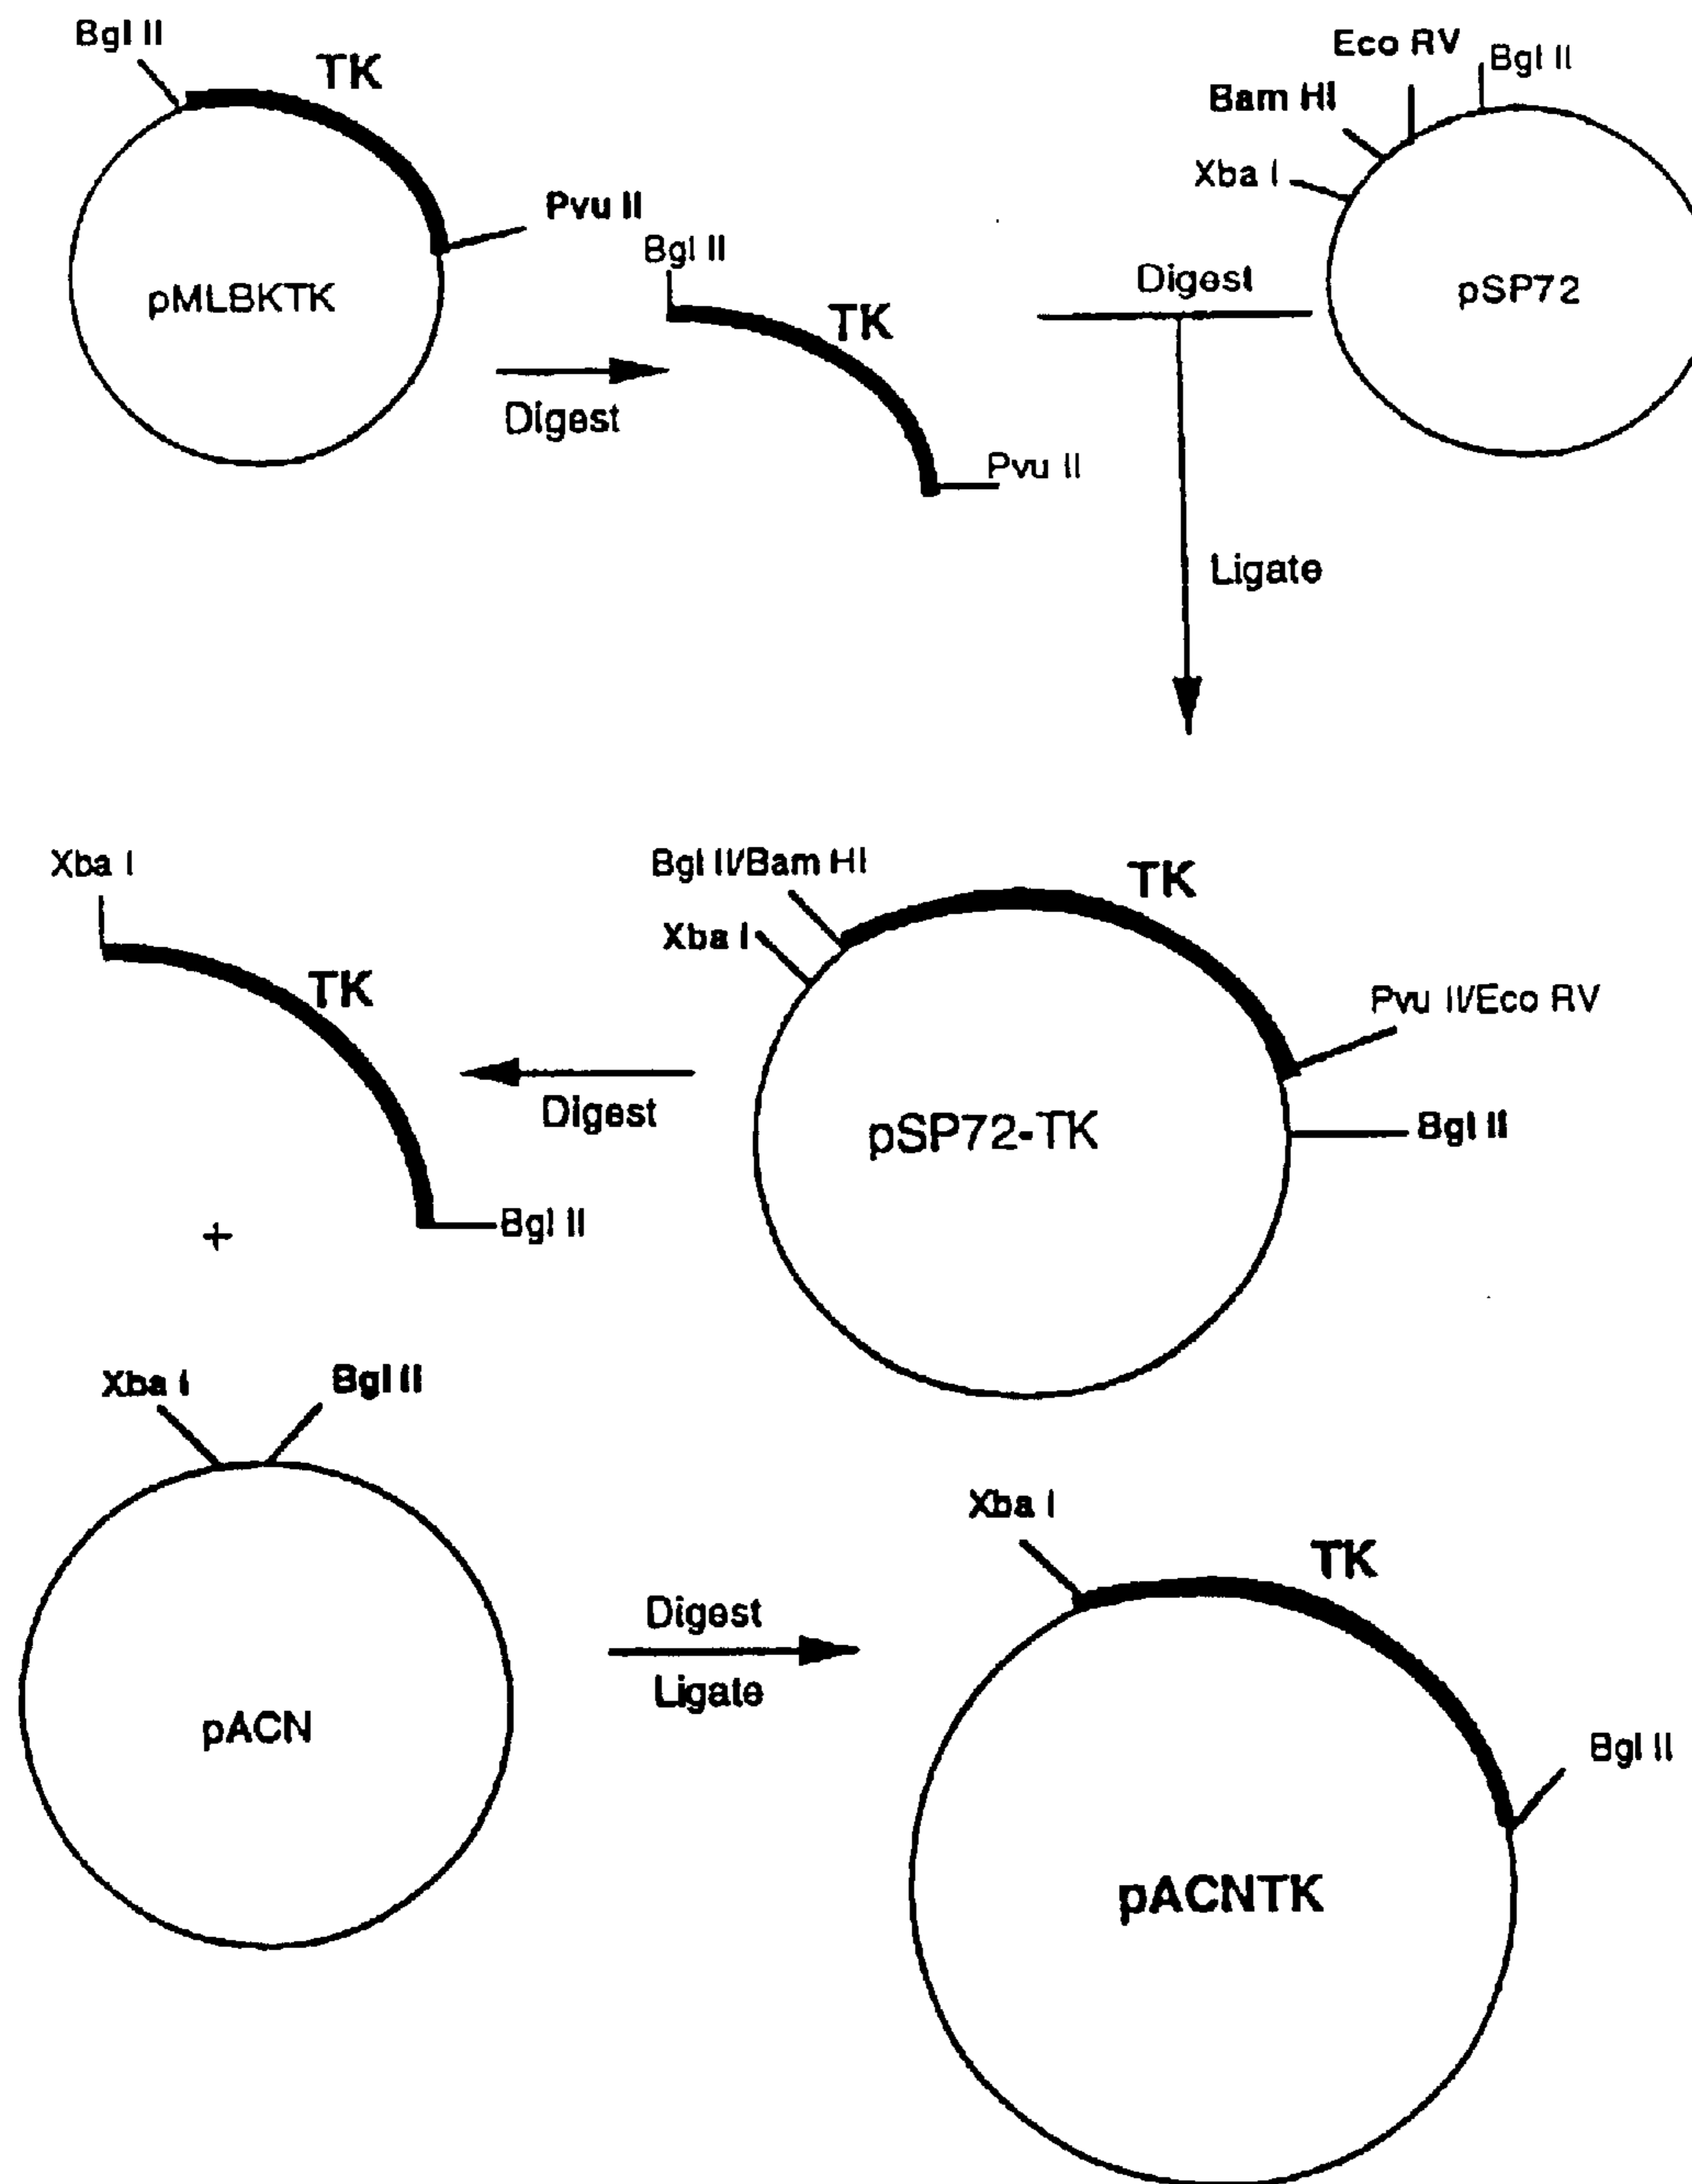 Bgl II
TK
Pvu II
pMLBKTK
Digest
Bgl II
TK
Pvu II
Eco RV
Bgl II
Bam HI
Xba I
pSP72
Digest
Ligate
Xba I
TK
Bgl II
Digest
Bgl II/Bam HI
Xba I
TK
Pvu II/Eco RV
Bgl II
pSP72-TK
+
Xba I
Bgl II
pACN
Digest
Ligate
Xba I
TK
Bgl II
pACNTK